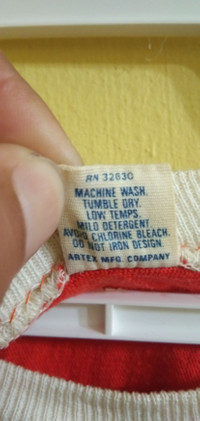 RN 32630
MACHINE WASH.
TUMBLE DRY.
LOW TEMPS.
MILD DETERGENT.
AVOID CHLORINE BLEACH.
DO NOT IRON DESIGN.
ARTEX MFG. COMPANY